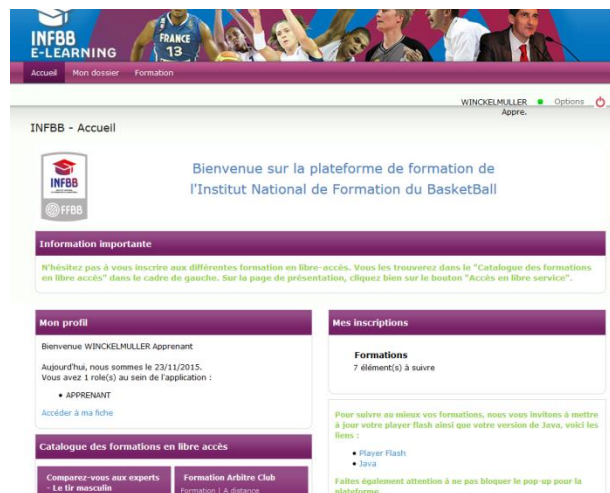 INFBB
E-LEARNING
FRANCE
13
Accueil Mon dossier Formation
WINCKELMULLER Options
Appre.
INFBB - Accueil
INFBB
FFBB
Bienvenue sur la plateforme de formation de
l'Institut National de Formation du BasketBall
Information importante
N'hésitez pas à vous inscrire aux différentes formation en libre-accès. Vous les trouverez dans le "Catalogue des formations
en libre accès" dans le cadre de gauche. Sur la page de présentation, cliquez bien sur le bouton "Accès en libre service".
Mon profil
Bienvenue WINCKELMULLER Apprenant
Aujourd'hui, nous sommes le 23/11/2015.
Vous avez 1 role(s) au sein de l'application :
• APPRENANT
Accéder à ma fiche
Catalogue des formations en libre accès
Comparez-vous aux experts
- Le tir masculin
Formation Arbitre Club
Formation | A distance
Mes inscriptions
Formations
7 élément(s) à suivre
Pour suivre au mieux vos formations, nous vous invitons à mettre
à jour votre player flash ainsi que votre version de Java, voici les
liens :
• Player Flash
• Java
Faites également attention à ne pas bloquer le pop-up pour la
plateforme